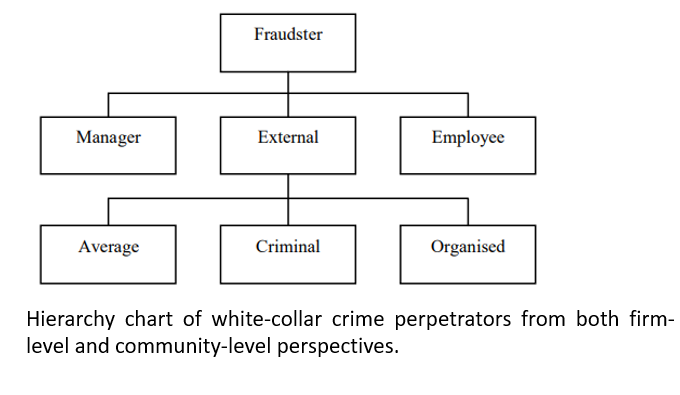 Fraudster
Manager External Employee
Average Criminal Organised
Hierarchy chart of white-collar crime perpetrators from both firm-
level and community-level perspectives.